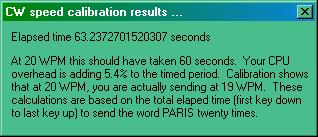 CW speed calibration results ...
Elapsed time 63.2372701520307 seconds
At 20 WPM this should have taken 60 seconds.  Your CPU
overhead is adding 5.4% to the timed period.  Calibration shows
that at 20 WPM, you are actually sending at 19 WPM.  These
calculations are based on the total elapsed time (first key down
to last key up) to send the word PARIS twenty times.